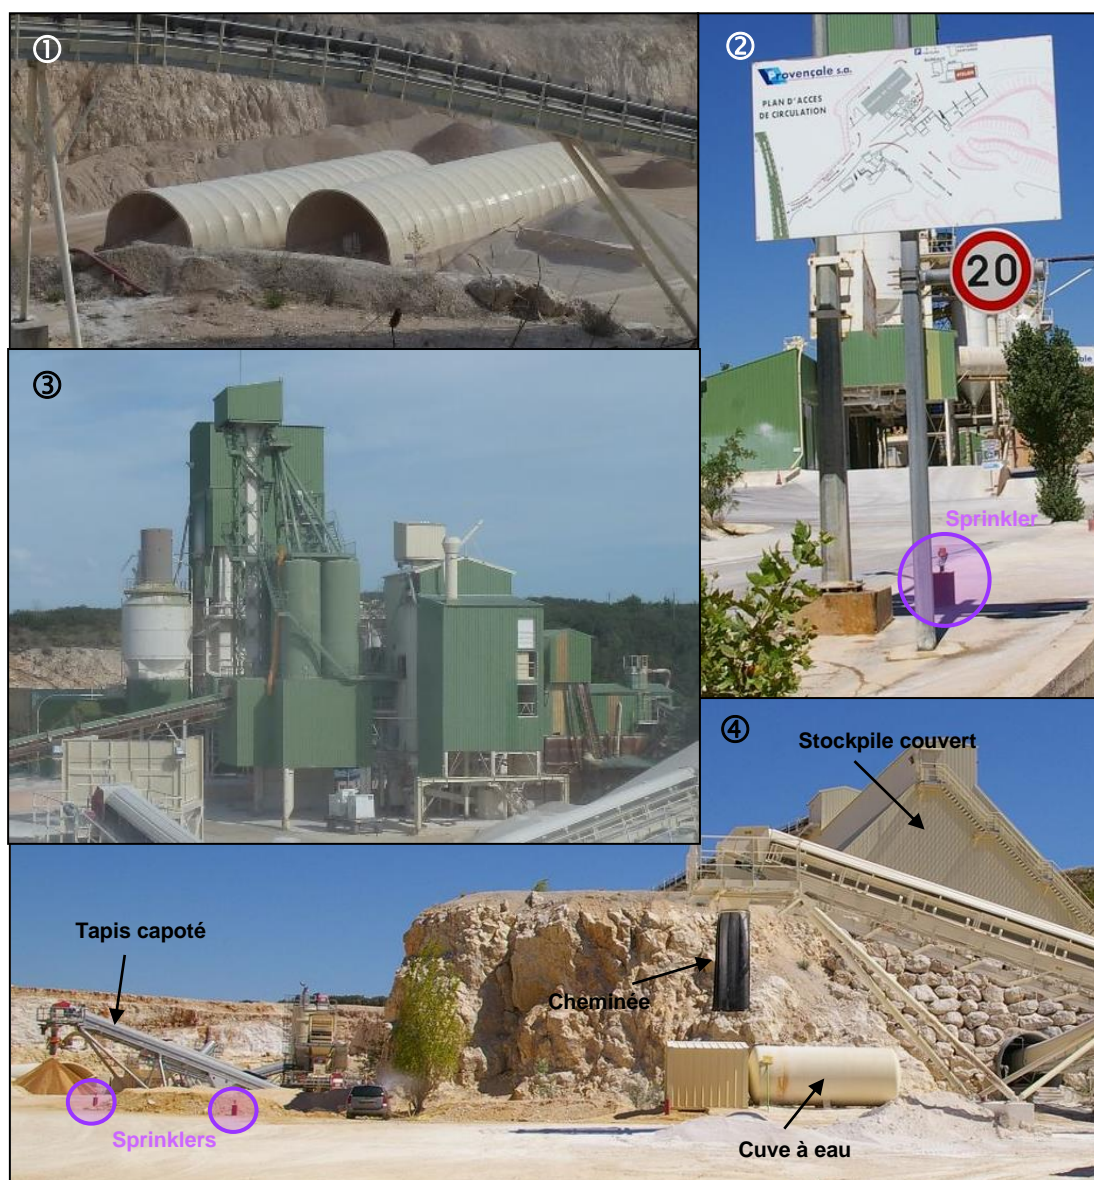 ①
②
Provençale s.a.
PLAN D'ACCES
DE CIRCULATION
ATELIER
20
Sprinkler
③
④
Stockpile couvert
Tapis capoté
Cheminée
Sprinklers
Cuve à eau